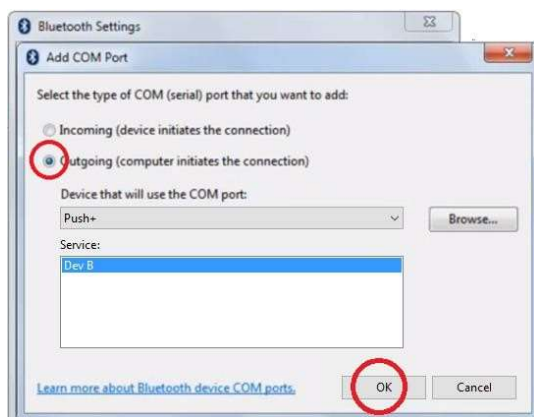 Bluetooth Settings
Add COM Port
Select the type of COM (serial) port that you want to add:
Incoming (device initiates the connection)
Outgoing (computer initiates the connection)
Device that will use the COM port:
Push+
Browse...
Service:
Dev B
Learn more about Bluetooth device COM ports.
OK
Cancel